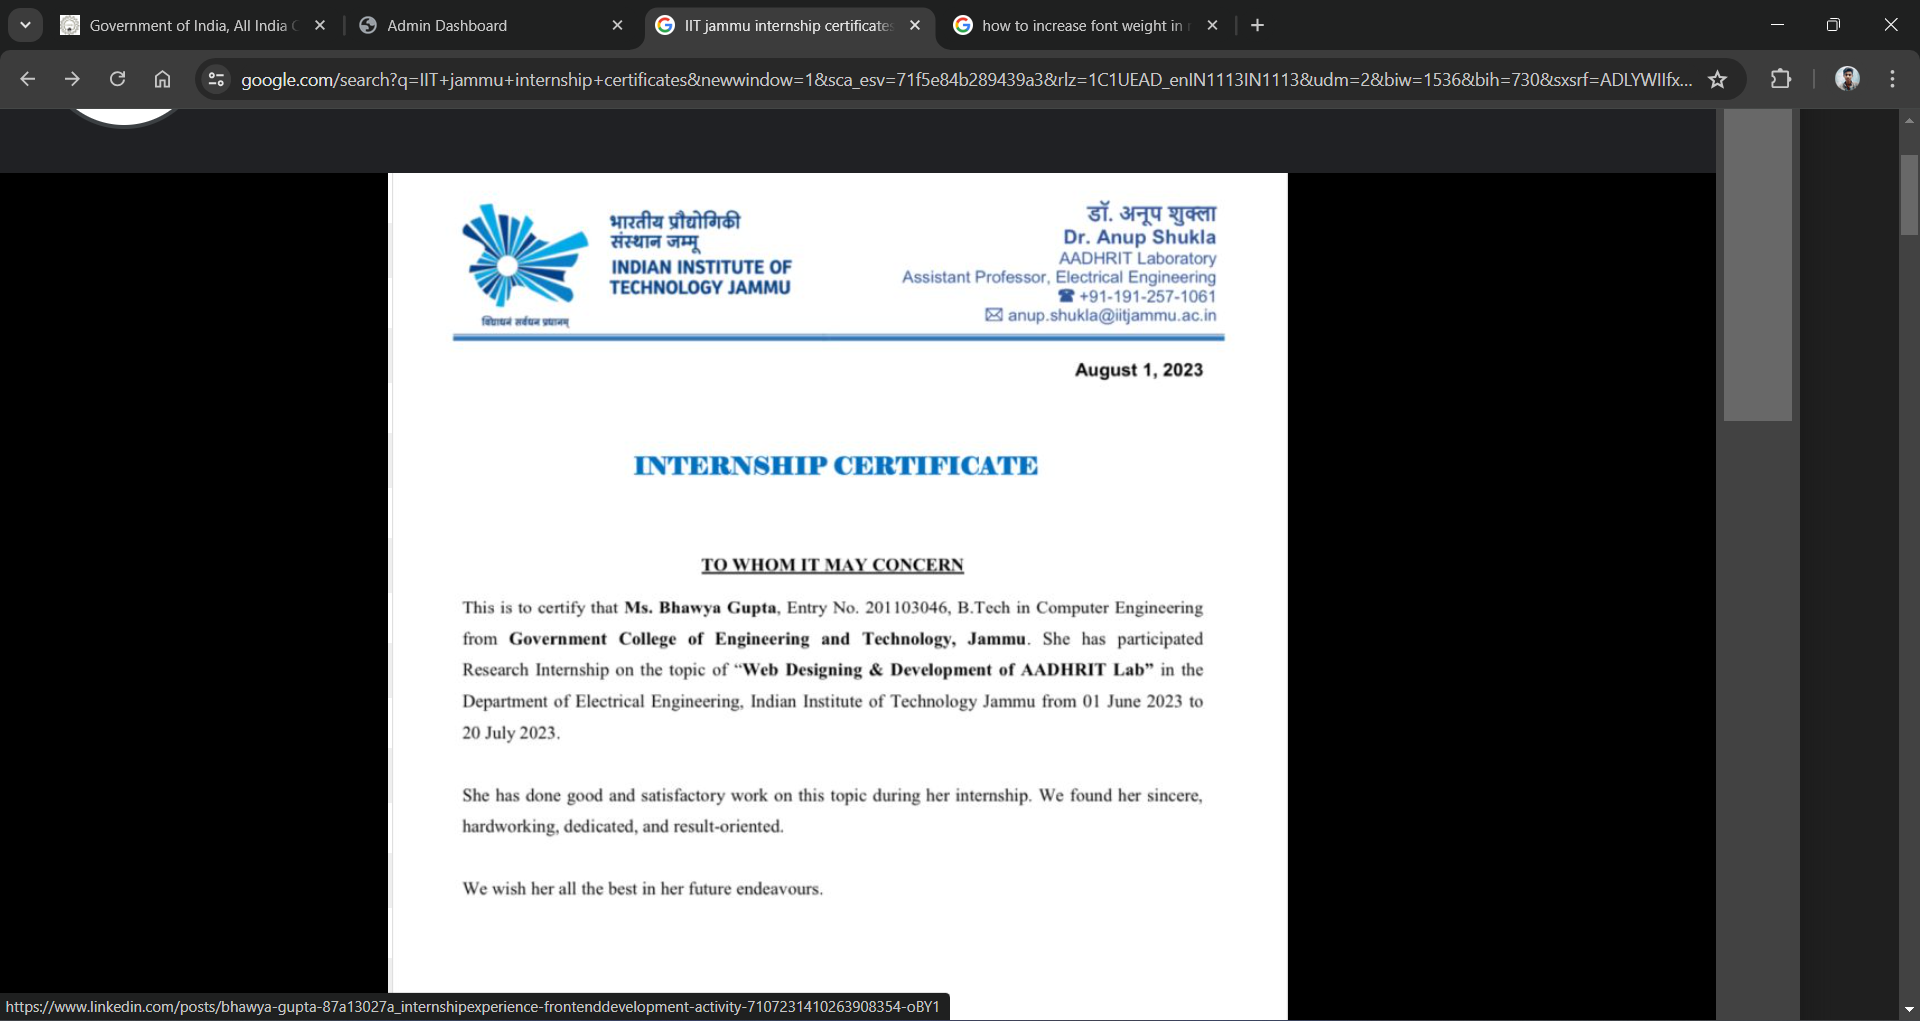 Government of India, All India C
Admin Dashboard
IIT jammu internship certificates
how to increase font weight in
google.com/search?q=IIT+jammu+internship+certificates&newwindow=1&sca_esv=71f5e84b289439a3&rlz=1C1UEAD_enIN1113IN1113&udm=2&biw=1536&bih=730&sxsrf=ADLYWIIfx...
भारतीय प्रौद्योगिकी
संस्थान जम्मू
INDIAN INSTITUTE OF
TECHNOLOGY JAMMU
डॉ. अनूप शुक्ला
Dr. Anup Shukla
AADHRIT Laboratory
Assistant Professor, Electrical Engineering
+91-191-257-1061
anup.shukla@iitjammu.ac.in
August 1, 2023
INTERNSHIP CERTIFICATE
TO WHOM IT MAY CONCERN
This is to certify that Ms. Bhawya Gupta, Entry No. 201103046, B.Tech in Computer Engineering
from Government College of Engineering and Technology, Jammu. She has participated
Research Internship on the topic of “Web Designing & Development of AADHRIT Lab” in the
Department of Electrical Engineering, Indian Institute of Technology Jammu from 01 June 2023 to
20 July 2023.
She has done good and satisfactory work on this topic during her internship. We found her sincere,
hardworking, dedicated, and result-oriented.
We wish her all the best in her future endeavours.
https://www.linkedin.com/posts/bhawya-gupta-87a13027a_internshipexperience-frontenddevelopment-activity-7107231410263908354-oBY1